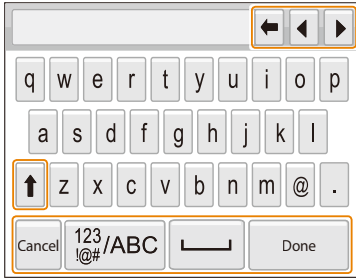 q w e r t y u i o p
a s d f g h j k l
z x c v b n m @ .
Cancel 123 !@# /ABC Done